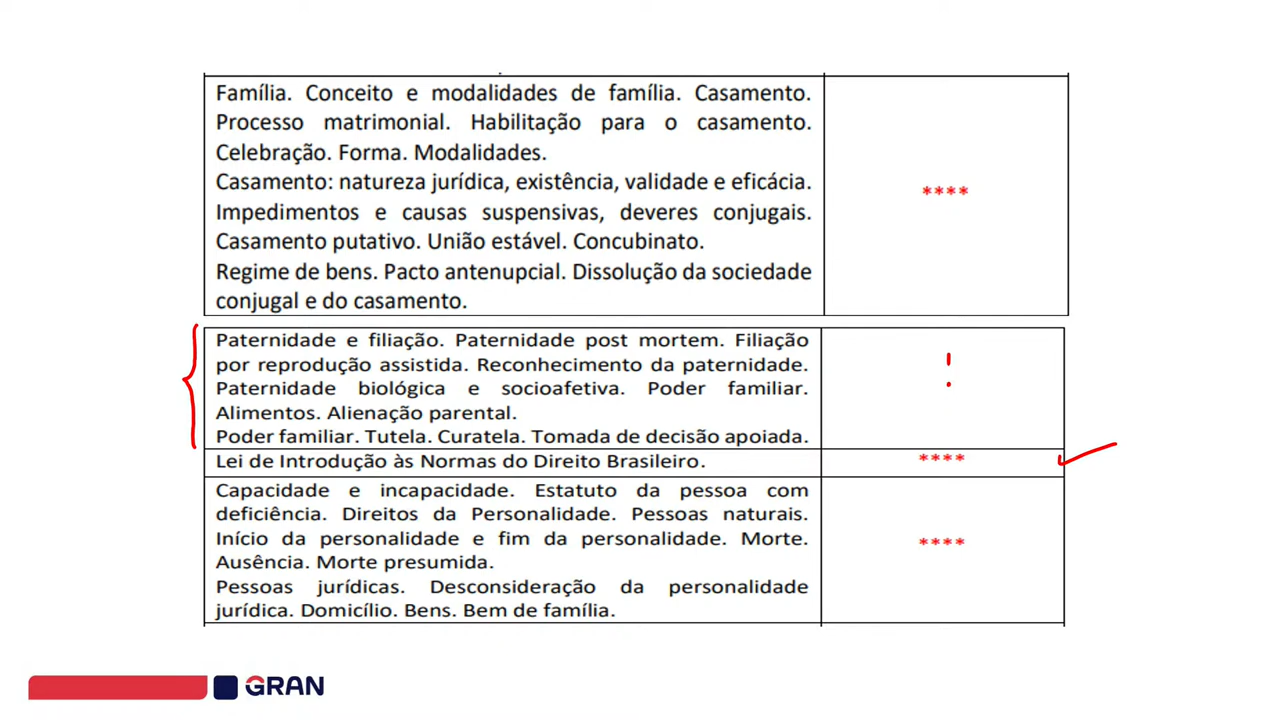 Família. Conceito e modalidades de família. Casamento.
Processo matrimonial. Habilitação para o casamento.
Celebração. Forma. Modalidades.
Casamento: natureza jurídica, existência, validade e eficácia.
Impedimentos e causas suspensivas, deveres conjugais.
Casamento putativo. União estável. Concubinato.
Regime de bens. Pacto antenupcial. Dissolução da sociedade
conjugal e do casamento.
****
Paternidade e filiação. Paternidade post mortem. Filiação
por reprodução assistida. Reconhecimento da paternidade.
Paternidade biológica e socioafetiva. Poder familiar.
Alimentos. Alienação parental.
Poder familiar. Tutela. Curatela. Tomada de decisão apoiada.
!
Lei de Introdução às Normas do Direito Brasileiro.
****
Capacidade e incapacidade. Estatuto da pessoa com
deficiência. Direitos da Personalidade. Pessoas naturais.
Início da personalidade e fim da personalidade. Morte.
Ausência. Morte presumida.
Pessoas jurídicas. Desconsideração da personalidade
jurídica. Domicílio. Bens. Bem de família.
****
GRAN